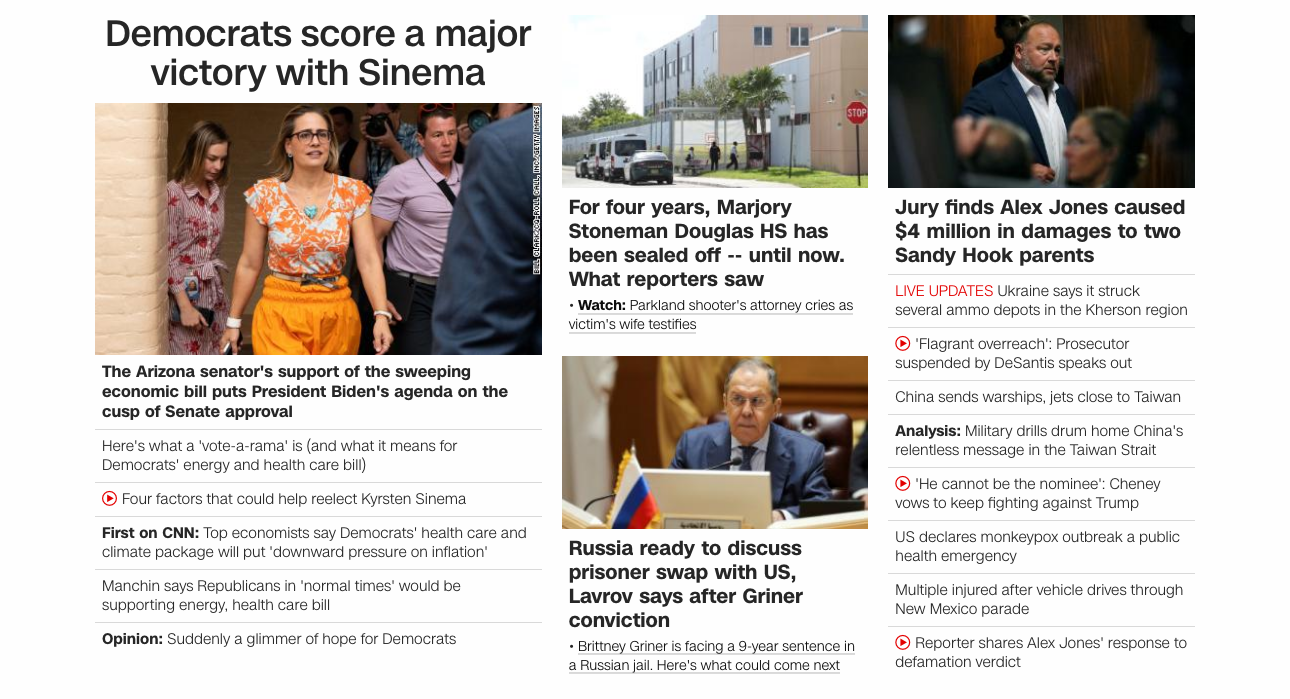 Democrats score a major
victory with Sinema
BILL CLARK/CQ-ROLL CALL, INC./GETTY IMAGES
The Arizona senator's support of the sweeping
economic bill puts President Biden's agenda on the
cusp of Senate approval
Here's what a 'vote-a-rama' is (and what it means for
Democrats' energy and health care bill)
Four factors that could help reelect Kyrsten Sinema
First on CNN: Top economists say Democrats' health care and
climate package will put 'downward pressure on inflation'
Manchin says Republicans in 'normal times' would be
supporting energy, health care bill
Opinion: Suddenly a glimmer of hope for Democrats
STOP
For four years, Marjory
Stoneman Douglas HS has
been sealed off -- until now.
What reporters saw
• Watch: Parkland shooter's attorney cries as
victim's wife testifies
Russia ready to discuss
prisoner swap with US,
Lavrov says after Griner
conviction
• Brittney Griner is facing a 9-year sentence in
a Russian jail. Here's what could come next
Jury finds Alex Jones caused
$4 million in damages to two
Sandy Hook parents
LIVE UPDATES Ukraine says it struck
several ammo depots in the Kherson region
'Flagrant overreach': Prosecutor
suspended by DeSantis speaks out
China sends warships, jets close to Taiwan
Analysis: Military drills drum home China's
relentless message in the Taiwan Strait
'He cannot be the nominee': Cheney
vows to keep fighting against Trump
US declares monkeypox outbreak a public
health emergency
Multiple injured after vehicle drives through
New Mexico parade
Reporter shares Alex Jones' response to
defamation verdict